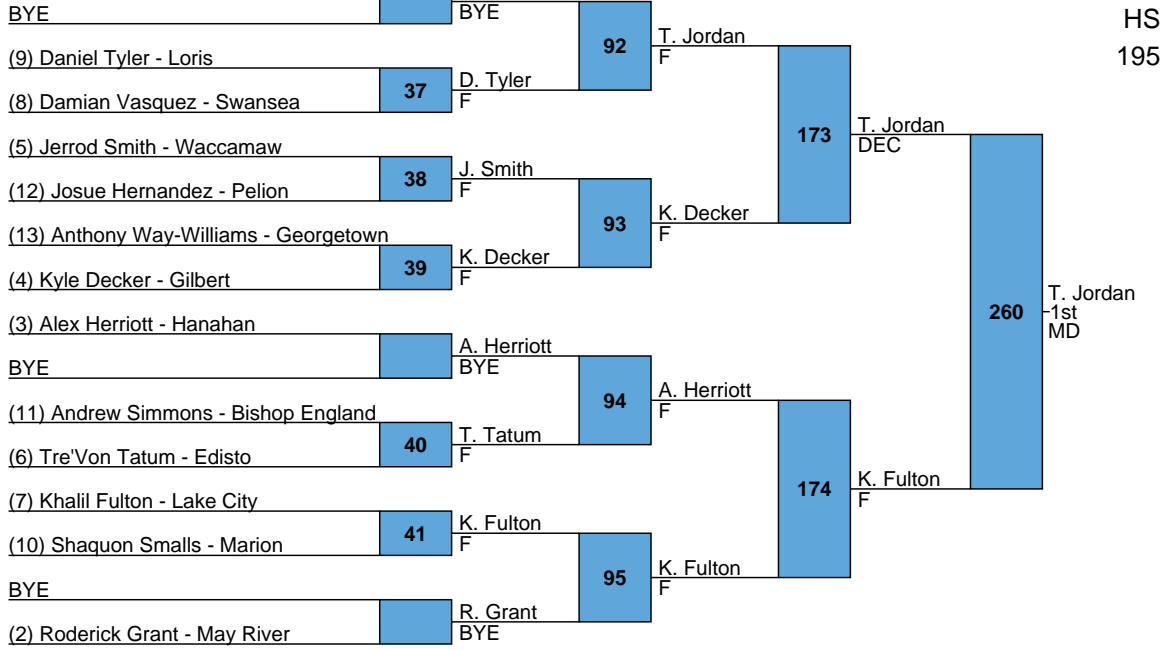 BYE
BYE
HS
195
(9) Daniel Tyler - Loris
(8) Damian Vasquez - Swansea
37
D. Tyler
F
92
T. Jordan
F
(5) Jerrod Smith - Waccamaw
(12) Josue Hernandez - Pelion
38
J. Smith
F
(13) Anthony Way-Williams - Georgetown
(4) Kyle Decker - Gilbert
39
K. Decker
F
93
K. Decker
F
173
T. Jordan
DEC
(3) Alex Herriott - Hanahan
BYE
A. Herriott
BYE
(11) Andrew Simmons - Bishop England
(6) Tre'Von Tatum - Edisto
40
T. Tatum
F
94
A. Herriott
F
(7) Khalil Fulton - Lake City
(10) Shaquon Smalls - Marion
41
K. Fulton
F
BYE
(2) Roderick Grant - May River
R. Grant
BYE
95
K. Fulton
F
174
K. Fulton
F
260
T. Jordan
1st
MD